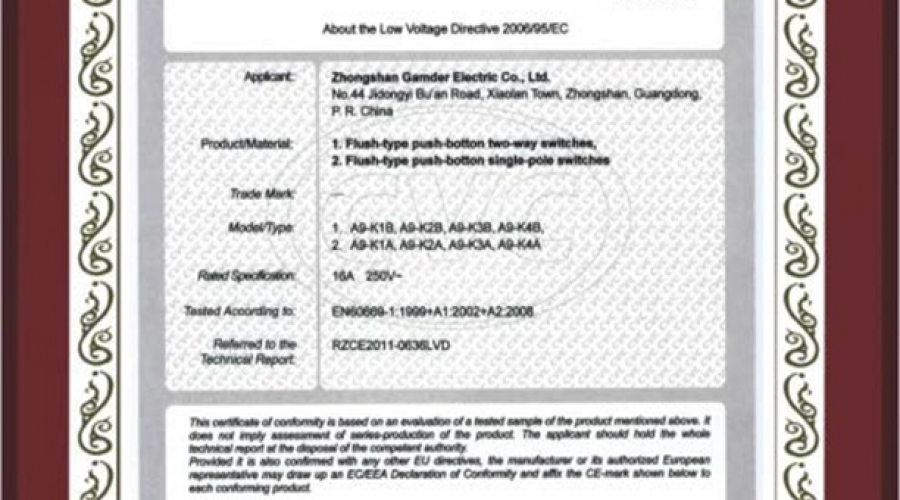 About the Low Voltage Directive 2006/95/EC
Applicant: Zhongshan Gamder Electric Co., Ltd.
No.44 Jidongyi Bu'an Road, Xiaolan Town, Zhongshan, Guangdong,
P. R. China
Product/Material: 1. Flush-type push-botton two-way switches,
2. Flush-type push-botton single-pole switches
Trade Mark: —
Model/Type: 1. A9-K1B, A9-K2B, A9-K3B, A9-K4B,
2. A9-K1A, A9-K2A, A9-K3A, A9-K4A
Rated Specification: 16A 250V~
Tested According to: EN60669-1:1999+A1:2002+A2:2008
Referred to the RZCE2011-0636LVD
Technical Report:
This certificate of conformity is based on an evaluation of a tested sample of the product mentioned above. It
does not imply assessment of series-production of the product. The applicant should hold the whole
technical report at the disposal of the competent authority.
Provided it is also confirmed with any other EU directives, the manufacturer or its authorized European
representative may draw up an EC/EEA Declaration of Conformity and affix the CE-mark shown below to
each conforming product.